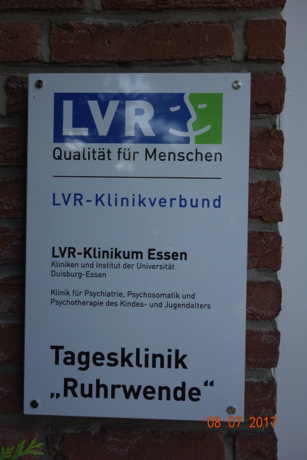 LVR
Qualität für Menschen
LVR-Klinikverbund
LVR-Klinikum Essen
Kliniken und Institut der Universität
Duisburg-Essen
Klinik für Psychiatrie, Psychosomatik und
Psychotherapie des Kindes- und Jugendalters
Tagesklinik
„Ruhrwende“
08 07 2017